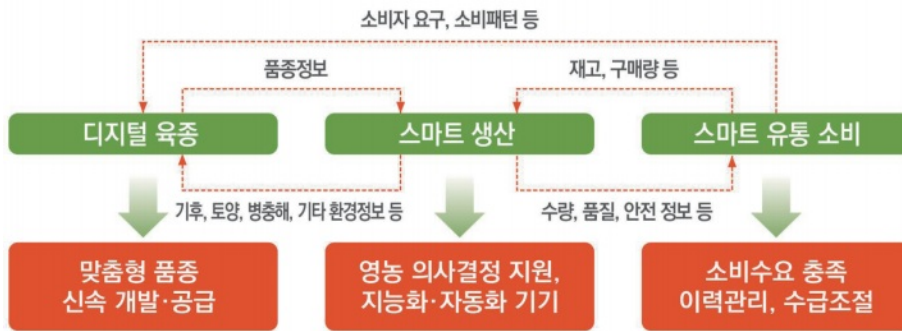 소비자 요구, 소비패턴 등
품종정보
재고, 구매량 등
디지털 육종
스마트 생산
스마트 유통 소비
기후, 토양, 병충해, 기타 환경정보 등
수량, 품질, 안전 정보 등
맞춤형 품종
신속 개발·공급
영농 의사결정 지원,
지능화·자동화 기기
소비수요 충족
이력관리, 수급조절